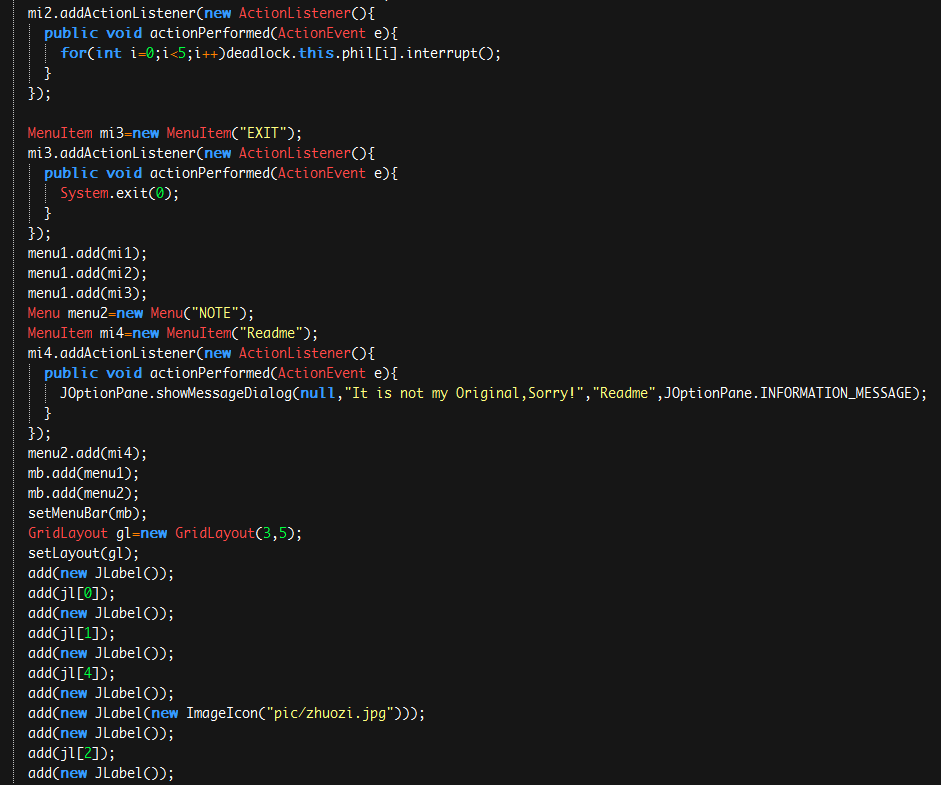 mi2.addActionListener(new ActionListener(){
public void actionPerformed(ActionEvent e){
for(int i=0;i<5;i++)deadlock.this.phil[i].interrupt();
}
});
MenuItem mi3=new MenuItem("EXIT");
mi3.addActionListener(new ActionListener(){
public void actionPerformed(ActionEvent e){
System.exit(0);
}
});
menu1.add(mi1);
menu1.add(mi2);
menu1.add(mi3);
Menu menu2=new Menu("NOTE");
MenuItem mi4=new MenuItem("Readme");
mi4.addActionListener(new ActionListener(){
public void actionPerformed(ActionEvent e){
JOptionPane.showMessageDialog(null,"It is not my Original,Sorry!","Readme",JOptionPane.INFORMATION_MESSAGE);
}
});
menu2.add(mi4);
mb.add(menu1);
mb.add(menu2);
setMenuBar(mb);
GridLayout gl=new GridLayout(3,5);
setLayout(gl);
add(new JLabel());
add(jl[0]);
add(new JLabel());
add(jl[1]);
add(new JLabel());
add(jl[4]);
add(new JLabel());
add(new JLabel(new ImageIcon("pic/zhuozi.jpg")));
add(new JLabel());
add(jl[2]);
add(new JLabel());